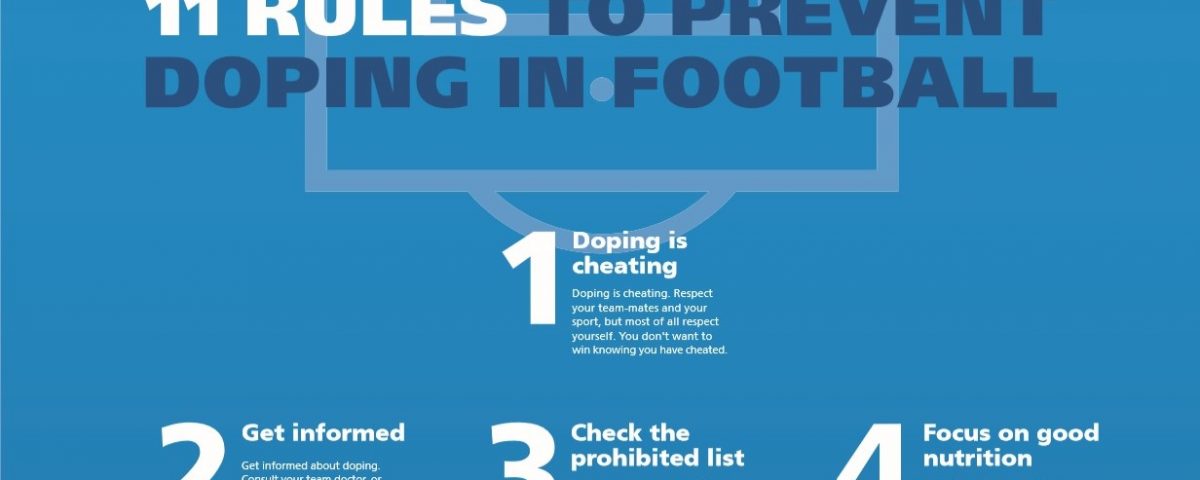 11 RULES TO PREVENT
DOPING IN FOOTBALL
1
Doping is
cheating
Doping is cheating. Respect
your team-mates and your
sport, but most of all respect
yourself. You don't want to
win knowing you have cheated.
2
Get informed
Get informed about doping.
Consult your team doctor, or
3
Check the
prohibited list
4
Focus on good
nutrition